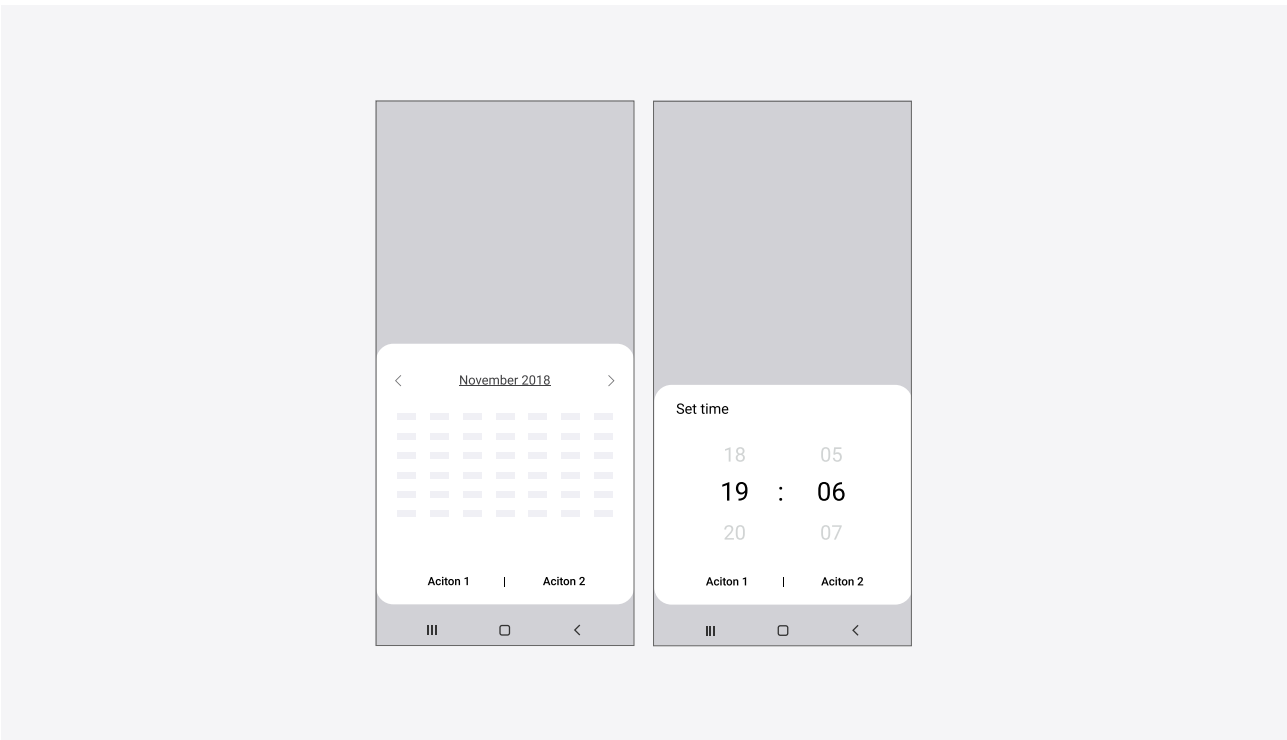 November 2018
Aciton 1 | Aciton 2
Set time
18 05
19 : 06
20 07
Aciton 1 | Aciton 2